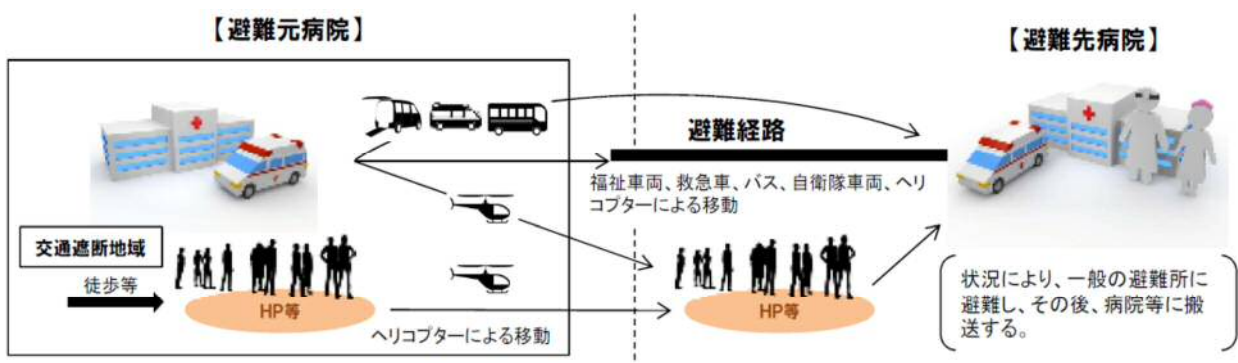 【避難元病院】
【避難先病院】
避難経路
福祉車両、救急車、バス、自衛隊車両、ヘリ
コプターによる移動
交通遮断地域
徒歩等
HP等
ヘリコプターによる移動
HP等
状況により、一般の避難所に
避難し、その後、病院等に搬
送する。